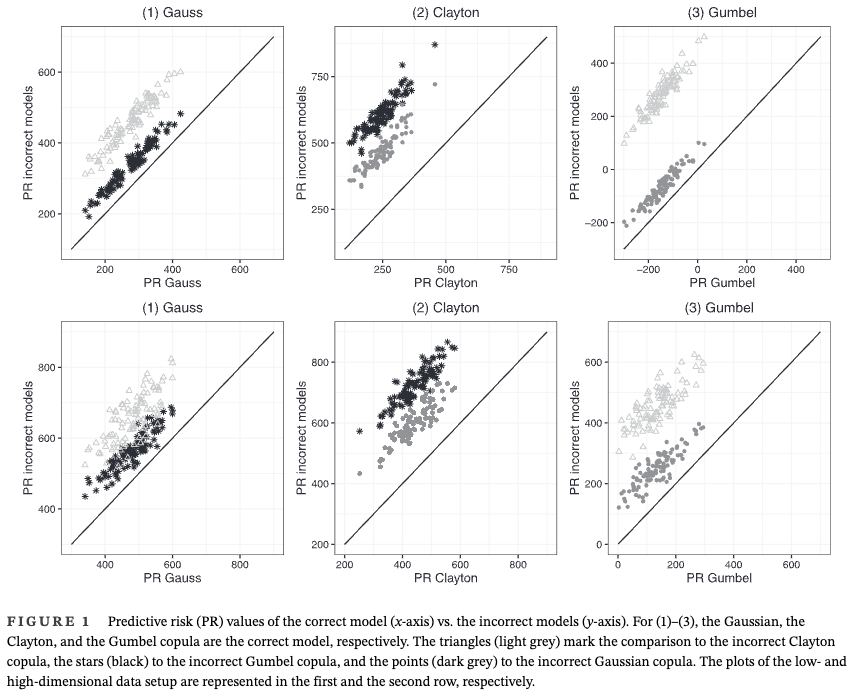 (1) Gauss
(2) Clayton
(3) Gumbel
PR incorrect models
600
400
200
200
400
600
PR Gauss
PR incorrect models
750
500
250
250
500
750
PR Clayton
PR incorrect models
400
200
0
−200
−200
0
200
400
PR Gumbel
(1) Gauss
(2) Clayton
(3) Gumbel
PR incorrect models
800
600
400
400
600
800
PR Gauss
PR incorrect models
800
600
400
200
200
400
600
800
PR Clayton
PR incorrect models
600
400
200
0
0
200
400
600
PR Gumbel
FIGURE 1 Predictive risk (PR) values of the correct model (x-axis) vs. the incorrect models (y-axis). For (1)–(3), the Gaussian, the
Clayton, and the Gumbel copula are the correct model, respectively. The triangles (light grey) mark the comparison to the incorrect Clayton
copula, the stars (black) to the incorrect Gumbel copula, and the points (dark grey) to the incorrect Gaussian copula. The plots of the low- and
high-dimensional data setup are represented in the first and the second row, respectively.